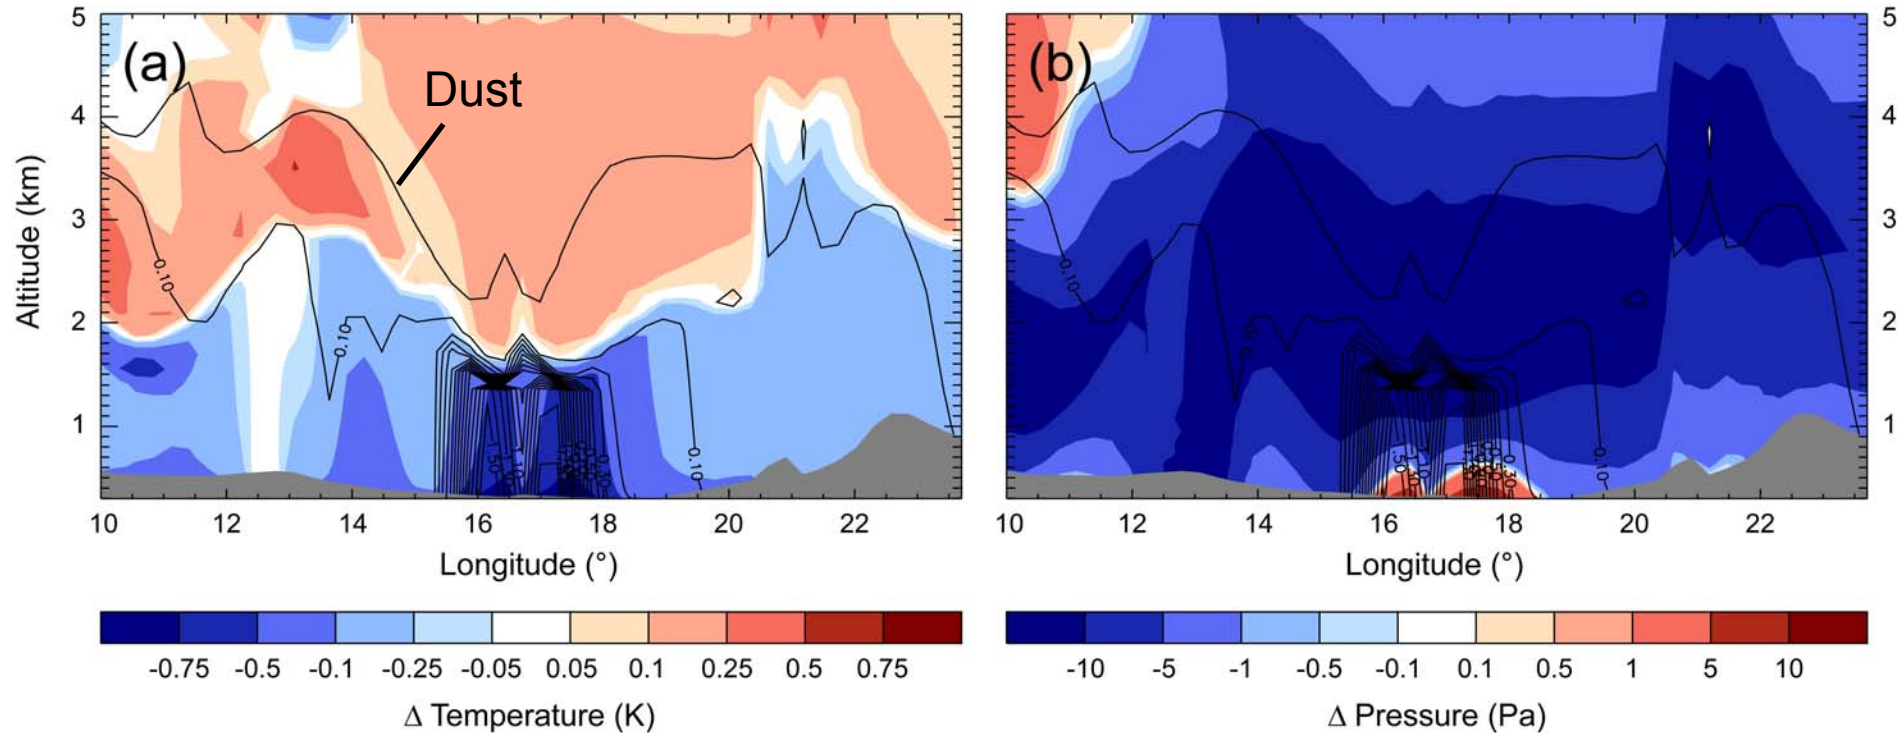 (a)
Dust
5
4
3
2
1
Altitude (km)
0.10
0.10
0.10
10 12 14 16 18 20 22
Longitude (°)
-0.75 -0.5 -0.1 -0.25 -0.05 0.05 0.1 0.25 0.5 0.75
Δ Temperature (K)
(b)
5
4
3
2
1
0.10
0.10
0.10
10 12 14 16 18 20 22
Longitude (°)
-10 -5 -1 -0.5 -0.1 0.1 0.5 1 5 10
Δ Pressure (Pa)